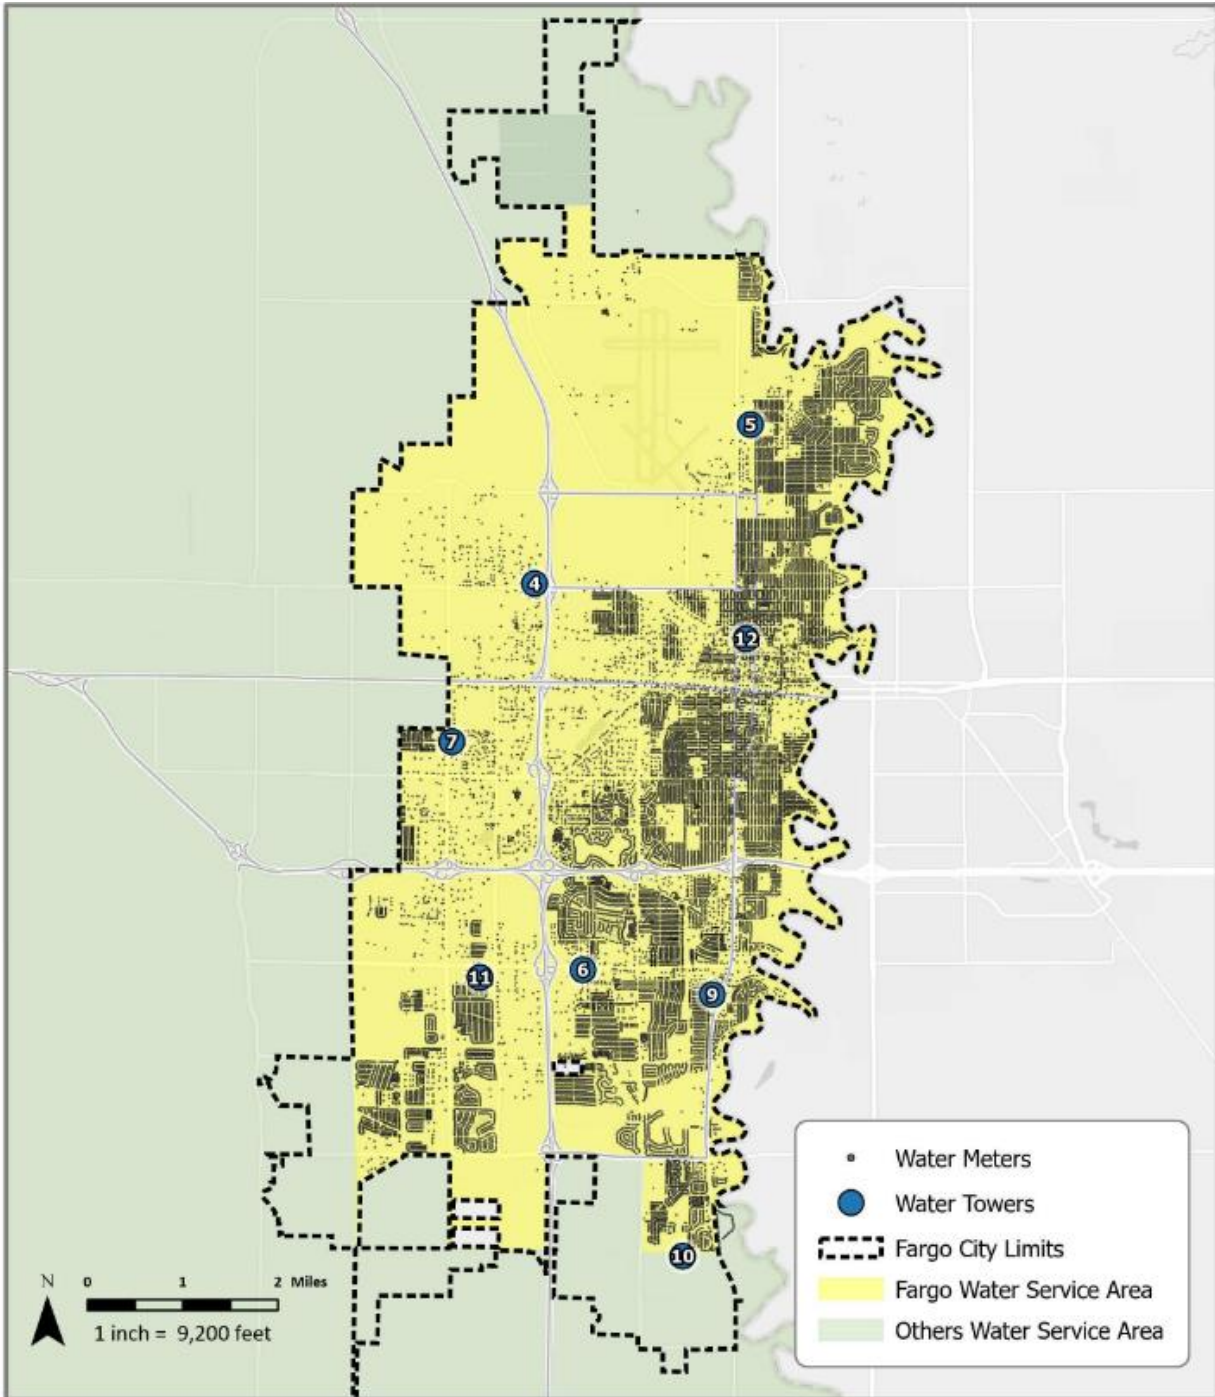 5
4
12
7
6
11
9
10
Water Meters
Water Towers
Fargo City Limits
Fargo Water Service Area
Others Water Service Area
N
0 1 2 Miles
1 inch = 9,200 feet